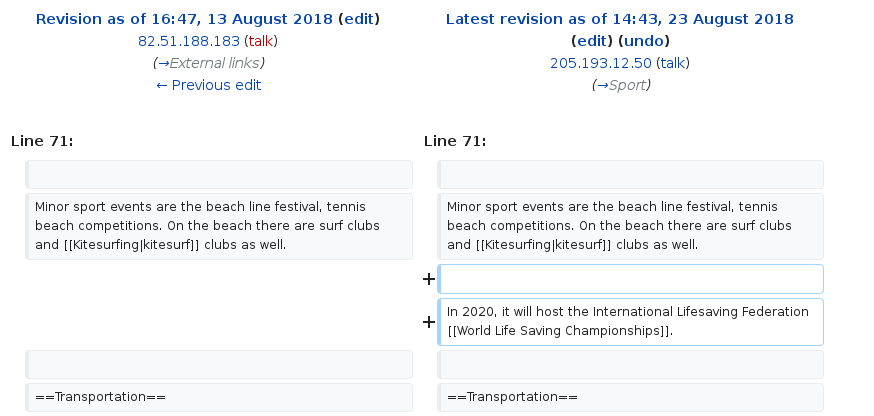 Revision as of 16:47, 13 August 2018 (edit)
82.51.188.183 (talk)
(→External links)
← Previous edit
Latest revision as of 14:43, 23 August 2018
(edit) (undo)
205.193.12.50 (talk)
(→Sport)
Line 71:
Line 71:
Minor sport events are the beach line festival, tennis
beach competitions. On the beach there are surf clubs
and [[Kitesurfing|kitesurf]] clubs as well.
Minor sport events are the beach line festival, tennis
beach competitions. On the beach there are surf clubs
and [[Kitesurfing|kitesurf]] clubs as well.
+
+
In 2020, it will host the International Lifesaving Federation
[[World Life Saving Championships]].
==Transportation==
==Transportation==